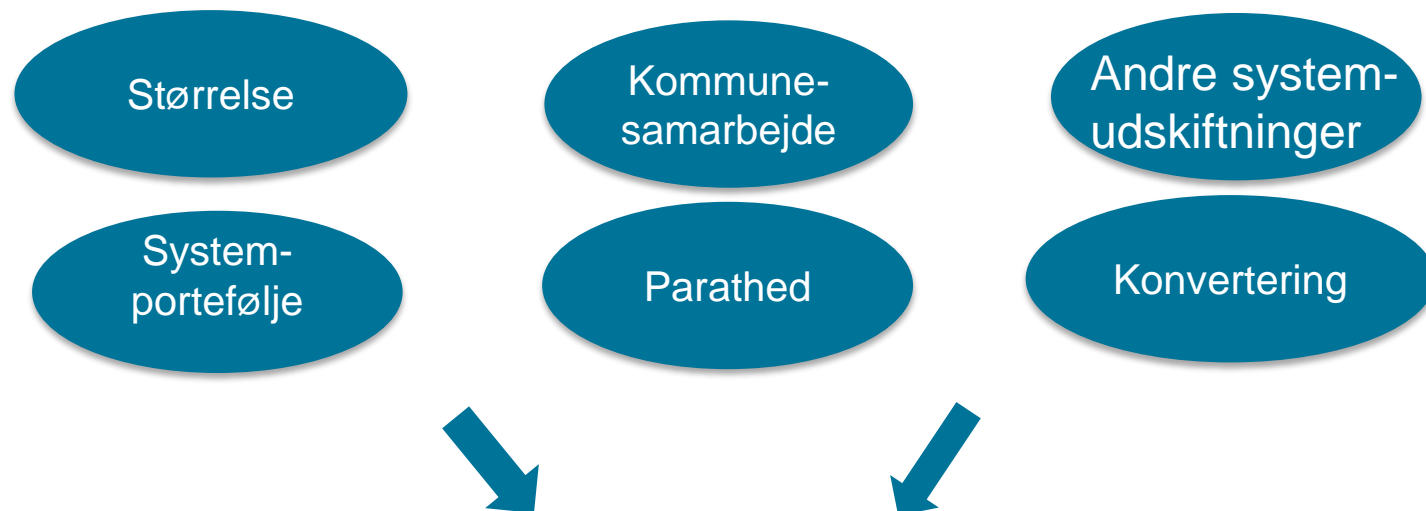 Størrelse
Kommune-
samarbejde
Andre system-
udskiftninger
System-
portefølje
Parathed
Konvertering